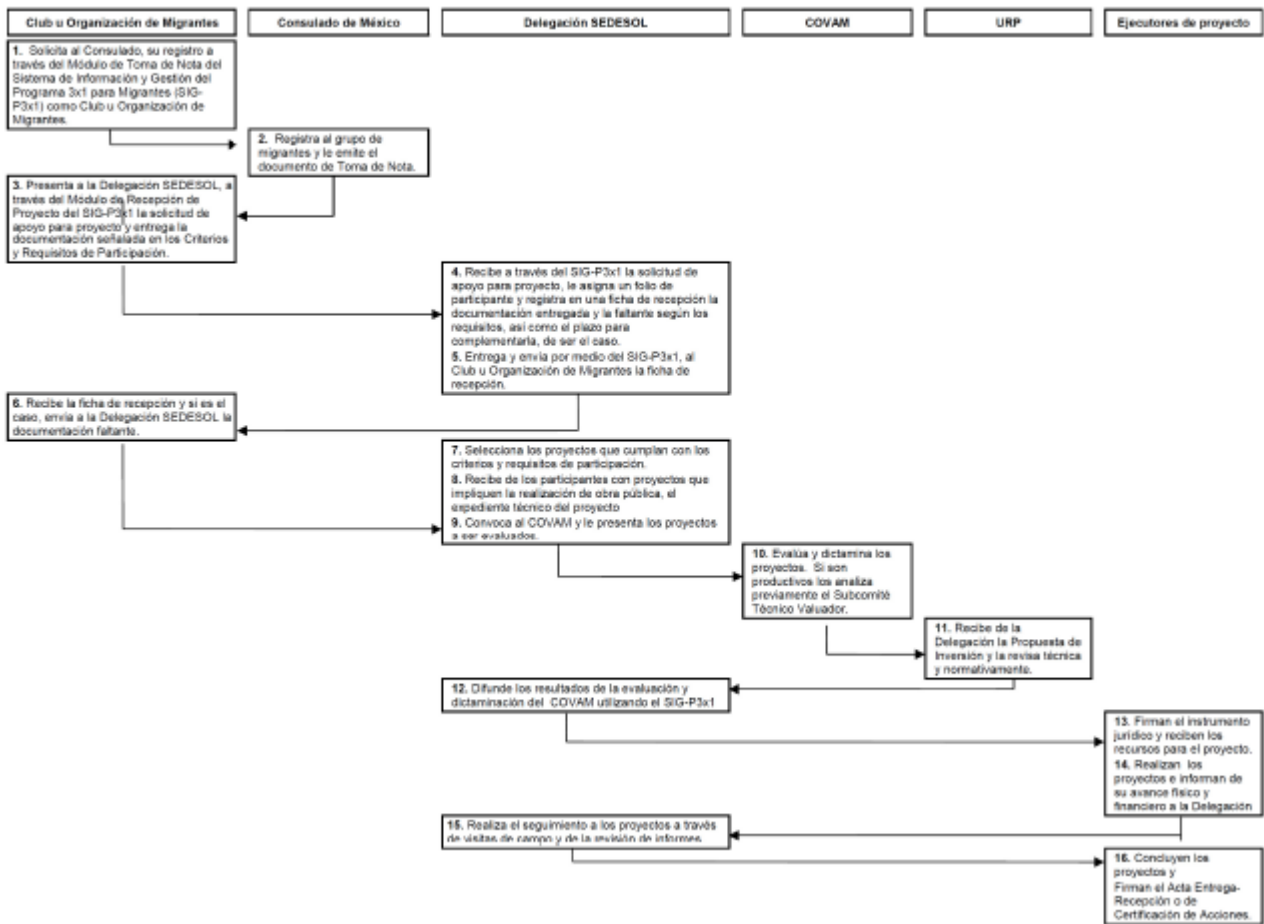 Club u Organización de Migrantes
Consulado de México
Delegación SEDESOL
COVAM
URP
Ejecutores de proyecto
1. Solicita al Consulado, su registro a
través del Módulo de Toma de Nota del
Sistema de Información y Gestión del
Programa 3x1 para Migrantes (SIG-
P3x1) como Club u Organización de
Migrantes.
2. Registra al grupo de
migrantes y le emite el
documento de Toma de Nota.
3. Presenta a la Delegación SEDESOL, a
través del Módulo de Recepción de
Proyecto del SIG-P3x1 la solicitud de
apoyo para proyecto y entrega la
documentación señalada en los Criterios
y Requisitos de Participación.
4. Recibe a través del SIG-P3x1 la solicitud de
apoyo para proyecto, le asigna un folio de
participante y registra en una ficha de recepción la
documentación entregada y la faltante según los
requisitos, así como el plazo para
complementarla, de ser el caso.
5. Entrega y envía por medio del SIG-P3x1, al
Club u Organización de Migrantes la ficha de
recepción.
6. Recibe la ficha de recepción y si es el
caso, envía a la Delegación SEDESOL la
documentación faltante.
7. Selecciona los proyectos que cumplan con los
criterios y requisitos de participación.
8. Recibe de los participantes con proyectos que
impliquen la realización de obra pública, el
expediente técnico del proyecto
9. Convoca al COVAM y le presenta los proyectos
a ser evaluados.
10. Evalúa y dictamina los
proyectos. Si son
productivos los analiza
previamente el Subcomité
Técnico Valuador.
11. Recibe de la
Delegación la Propuesta de
Inversión y la revisa técnica
y normativamente.
12. Difunde los resultados de la evaluación y
dictaminación del COVAM utilizando el SIG-P3x1
13. Firman el instrumento
jurídico y reciben los
recursos para el proyecto.
14. Realizan los
proyectos e informan de
su avance físico y
financiero a la Delegación
15. Realiza el seguimiento a los proyectos a través
de visitas de campo y de la revisión de informes
16. Concluyen los
proyectos y
Firman el Acta Entrega-
Recepción o de
Certificación de Acciones.